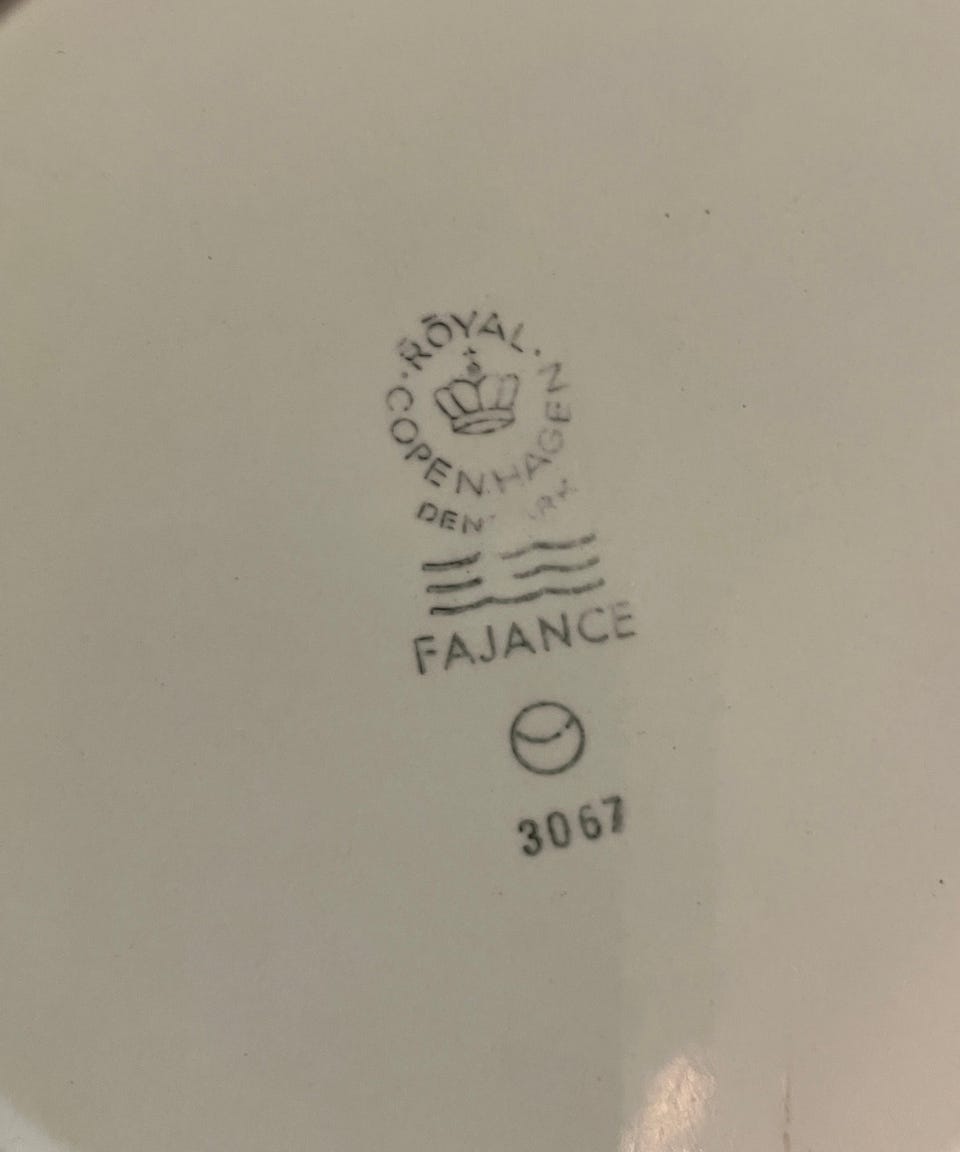 ROYAL · COPENHAGEN
FAJANCE
3067